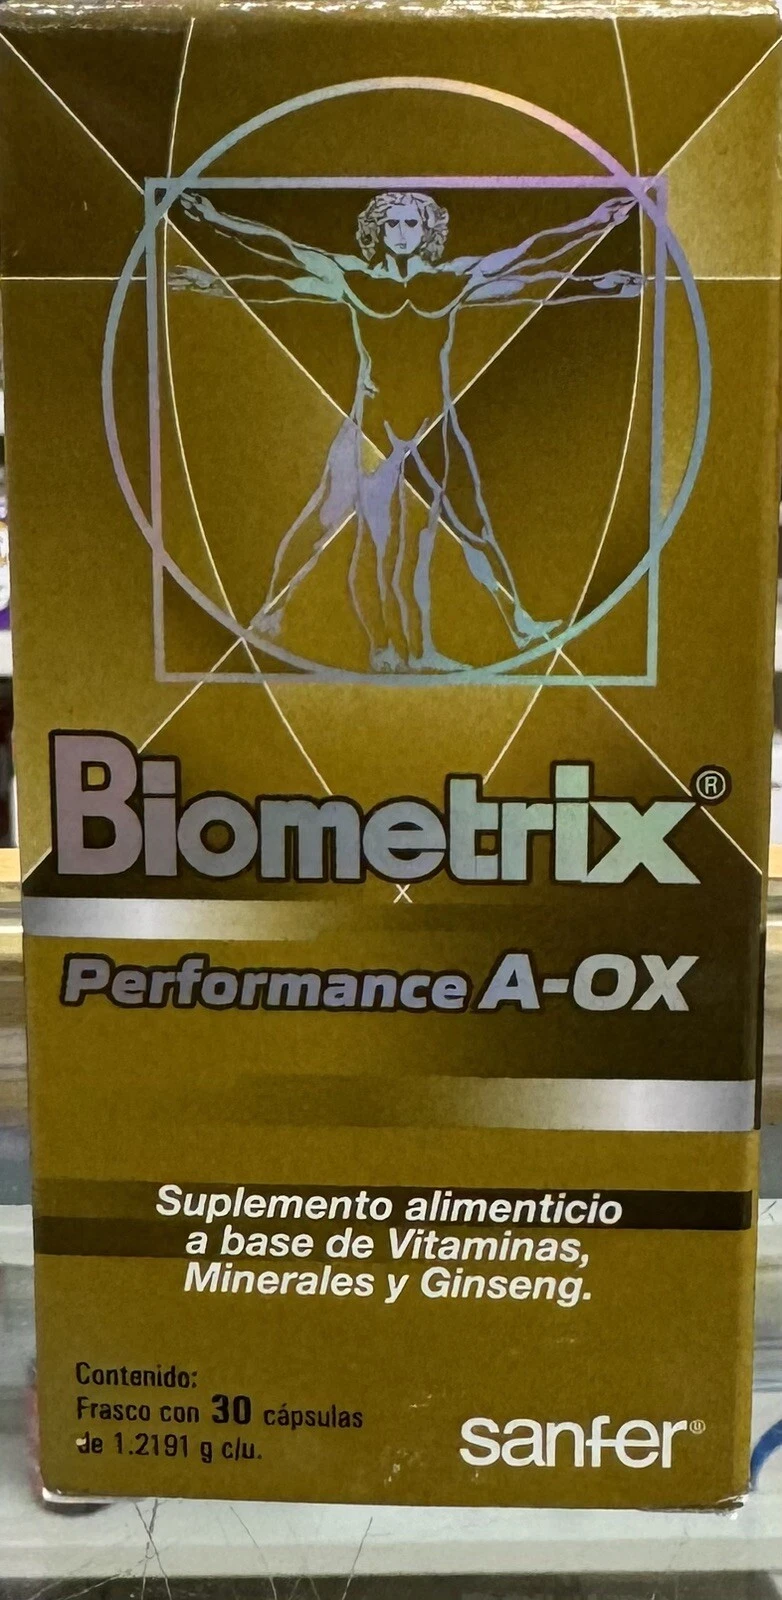 Biometrix®
x
Performance A-OX
Suplemento alimenticio
a base de Vitaminas,
Minerales y Ginseng.
Contenido:
Frasco con 30 cápsulas
de 1.2191 g c/u.
sanfer®